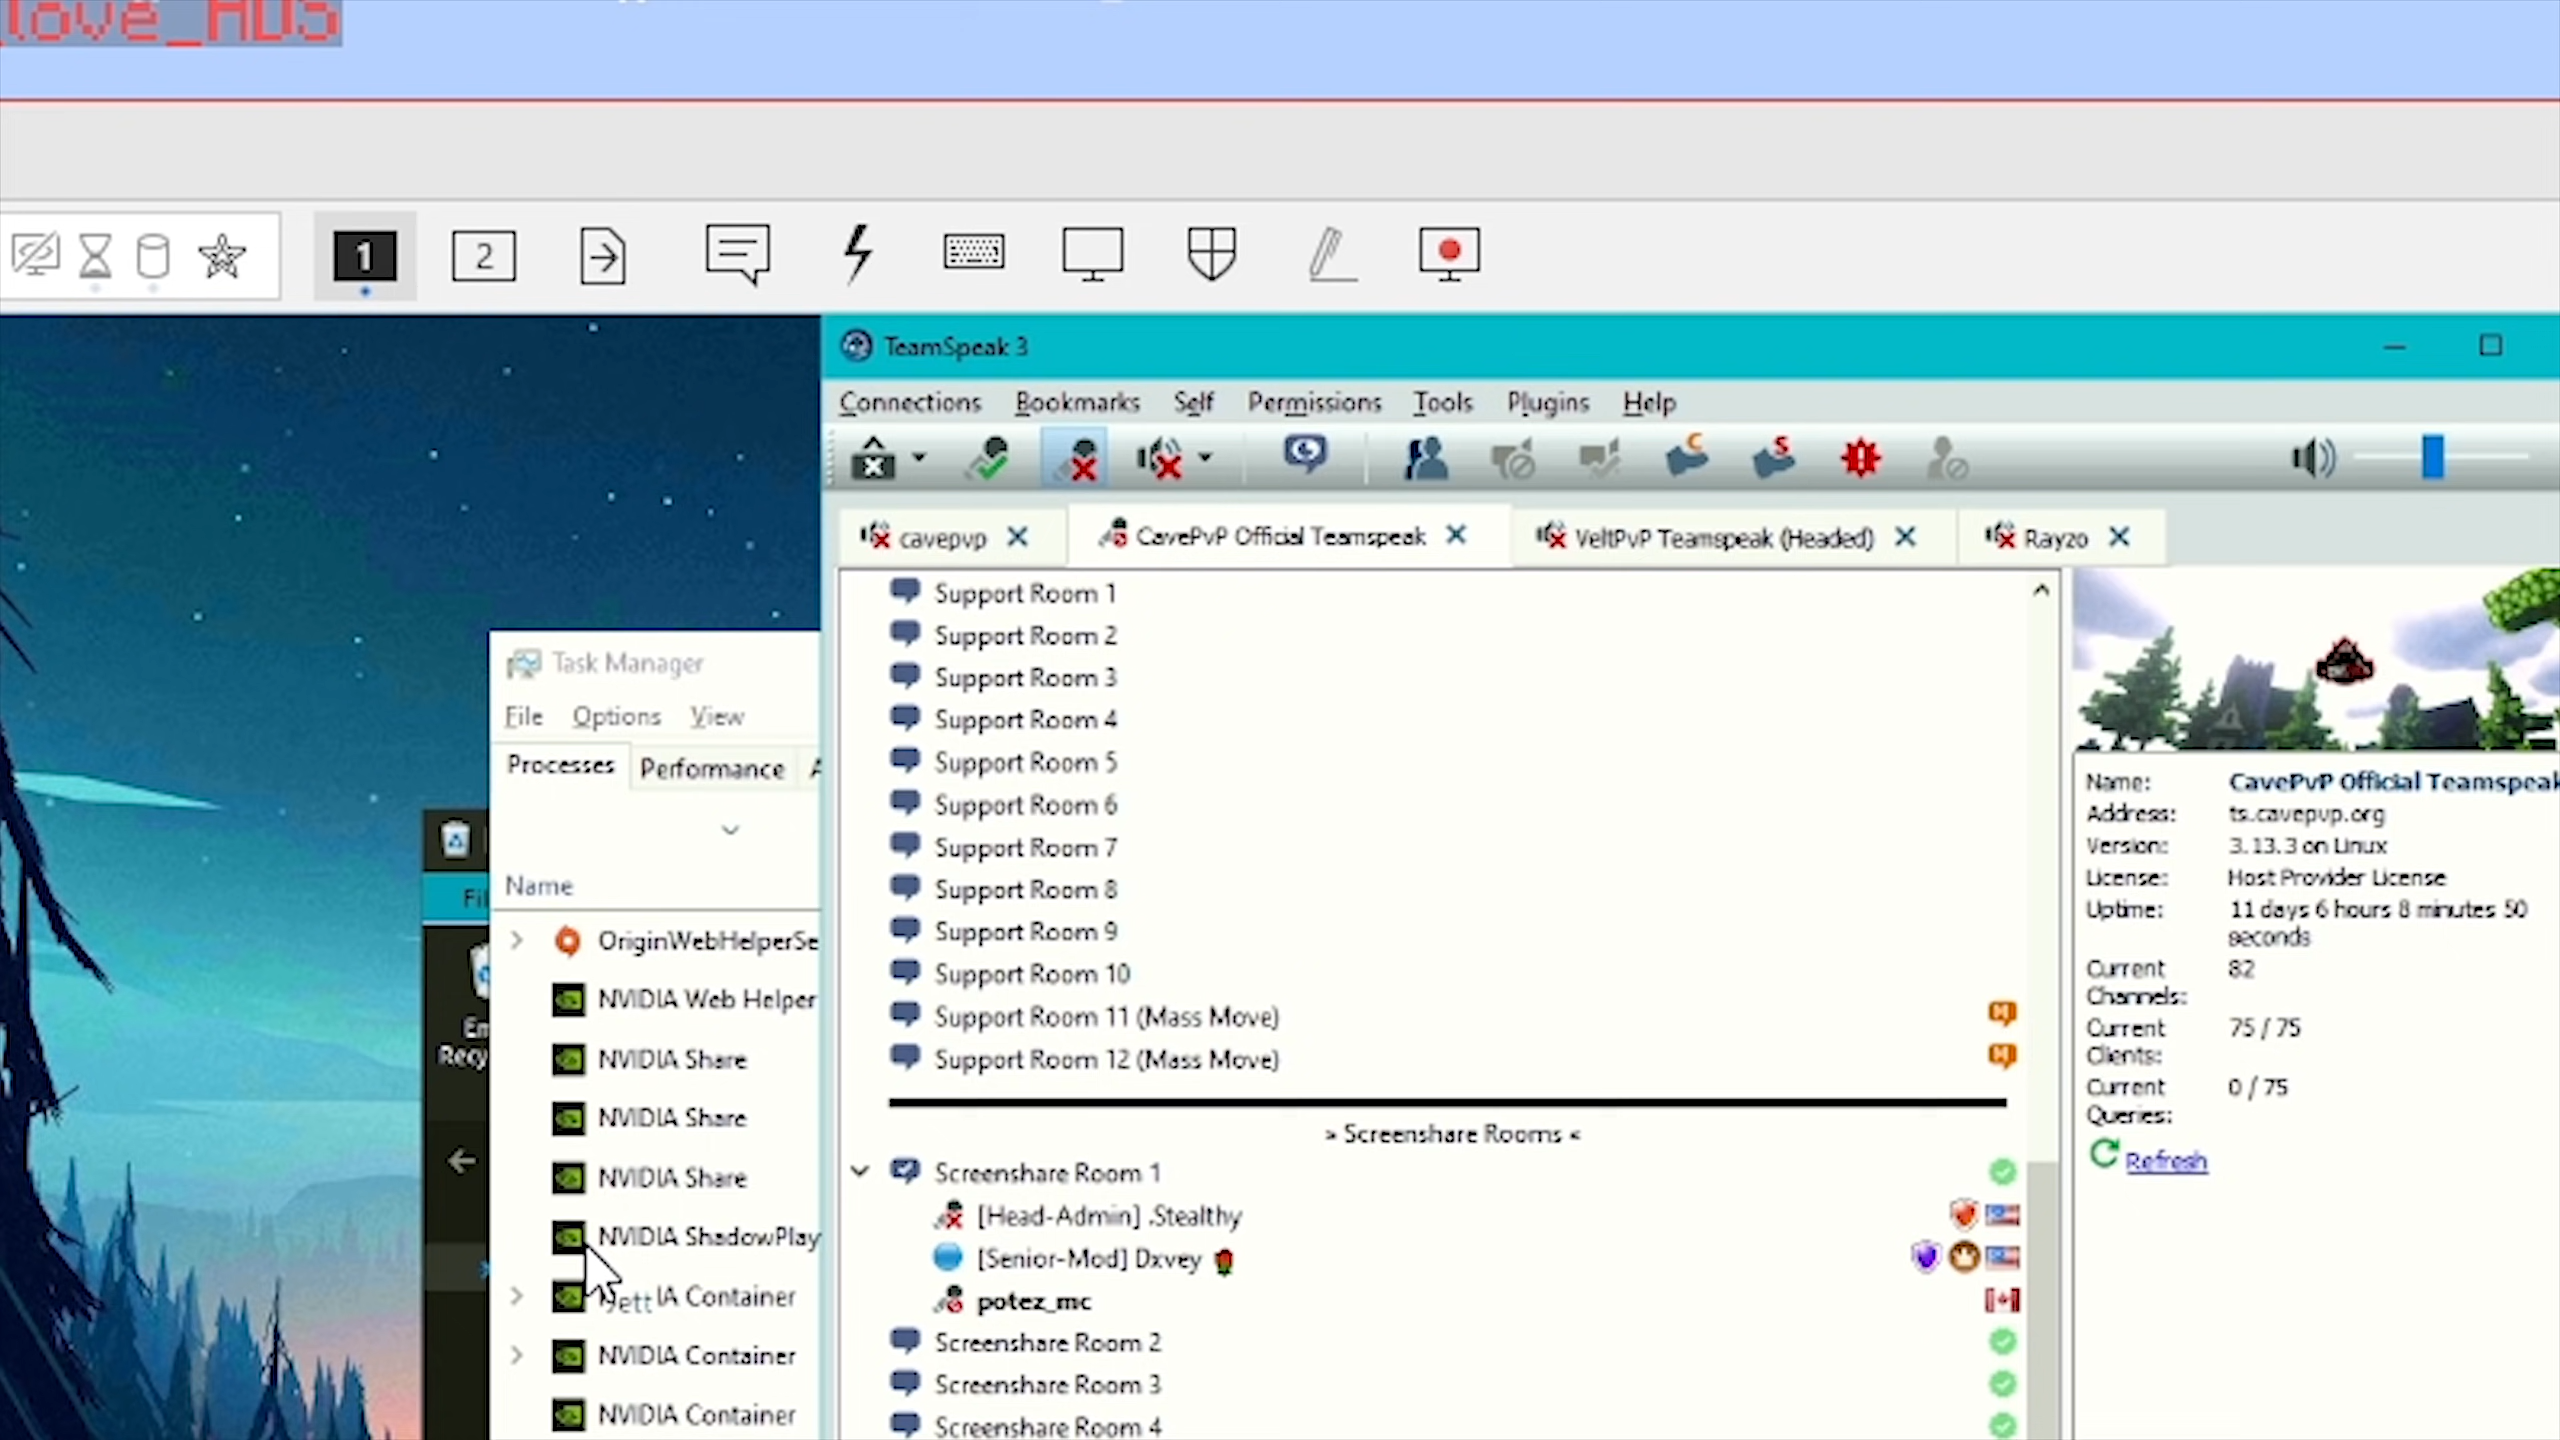 love_HDS
1
2
TeamSpeak 3
Connections Bookmarks Self Permissions Tools Plugins Help
cavepvp
CavePvP Official Teamspeak
VeltPvP Teamspeak (Headed)
Rayzo
Support Room 1
Support Room 2
Support Room 3
Support Room 4
Support Room 5
Support Room 6
Support Room 7
Support Room 8
Support Room 9
Support Room 10
Support Room 11 (Mass Move)
Support Room 12 (Mass Move)
> Screenshare Rooms <
Screenshare Room 1
[Head-Admin] .Stealthy
[Senior-Mod] Dxvey
potez_mc
Screenshare Room 2
Screenshare Room 3
Screenshare Room 4
Name: CavePvP Official Teamspeak
Address: ts.cavepvp.org
Version: 3.13.3 on Linux
License: Host Provider License
Uptime: 11 days 6 hours 8 minutes 50
seconds
Current 82
Channels:
Current 75 / 75
Clients:
Current 0 / 75
Queries:
Refresh
Task Manager
File Options View
Processes Performance
Name
OriginWebHelperSe
NVIDIA Web Helper
NVIDIA Share
NVIDIA Share
NVIDIA Share
NVIDIA ShadowPlay
IA Container
NVIDIA Container
NVIDIA Container
Fil
Em
Recy